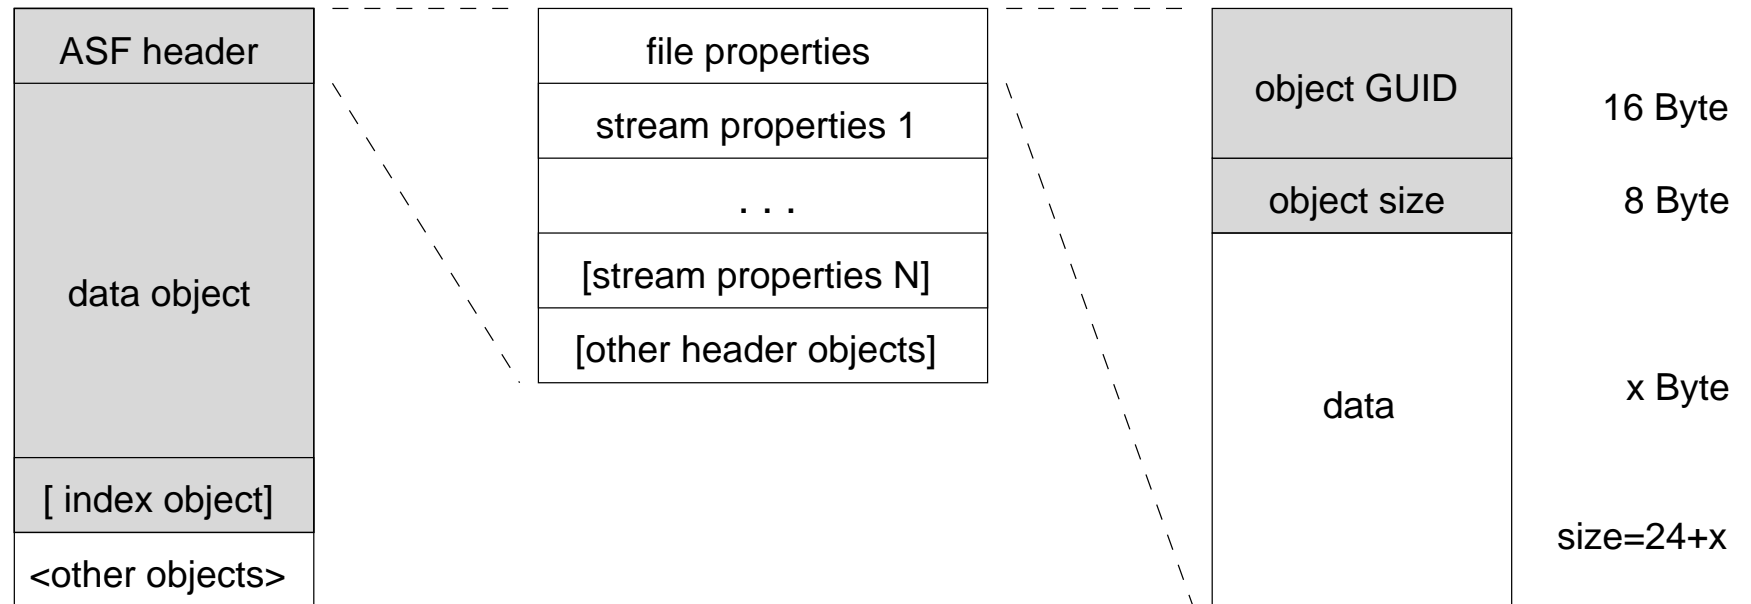 ASF header
data object
[ index object]
<other objects>
file properties
stream properties 1
. . .
[stream properties N]
[other header objects]
object GUID
16 Byte
object size
8 Byte
data
x Byte
size=24+x